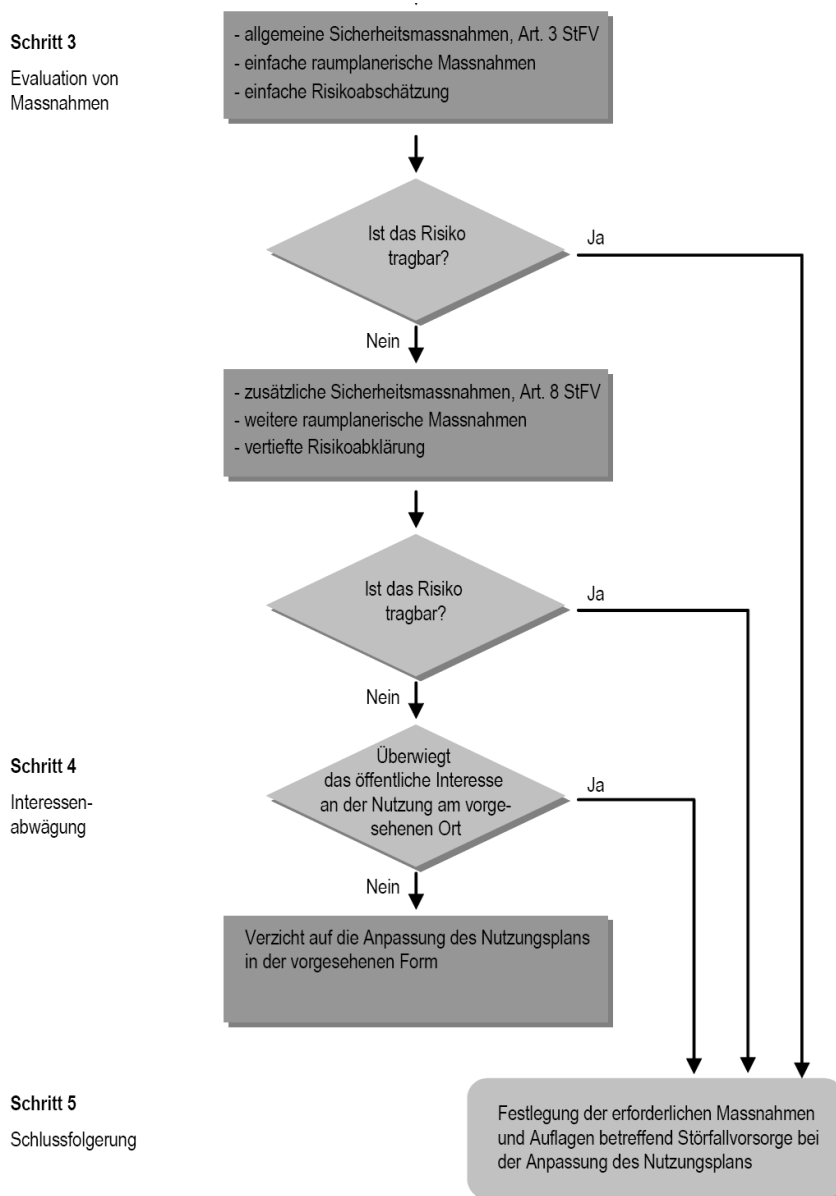 Schritt 3
Evaluation von
Massnahmen
- allgemeine Sicherheitsmassnahmen, Art. 3 StFV
- einfache raumplanerische Massnahmen
- einfache Risikoabschätzung
Ist das Risiko
tragbar?
Ja
Nein
- zusätzliche Sicherheitsmassnahmen, Art. 8 StFV
- weitere raumplanerische Massnahmen
- vertiefte Risikoabklärung
Ist das Risiko
tragbar?
Ja
Nein
Schritt 4
Interessen-
abwägung
Überwiegt
das öffentliche Interesse
an der Nutzung am vorge-
sehenen Ort
Ja
Nein
Verzicht auf die Anpassung des Nutzungsplans
in der vorgesehenen Form
Schritt 5
Schlussfolgerung
Festlegung der erforderlichen Massnahmen
und Auflagen betreffend Störfallvorsorge bei
der Anpassung des Nutzungsplans